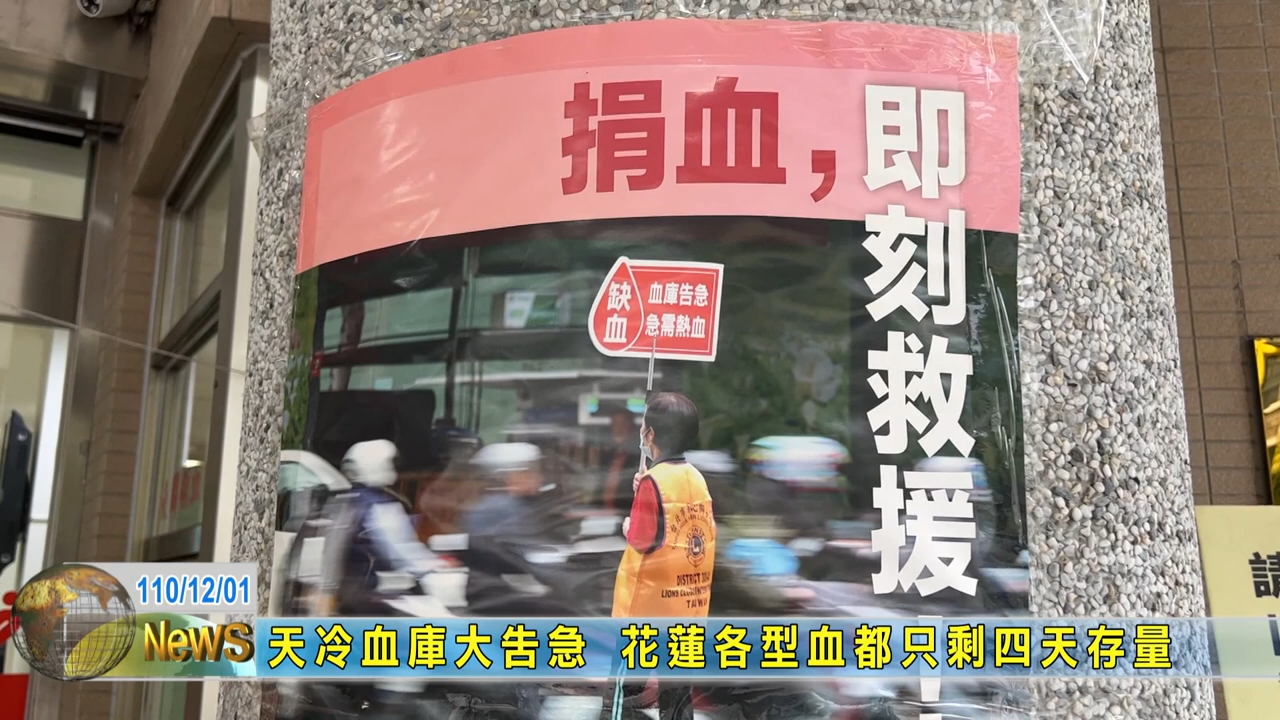 捐血，
即刻救援！
缺血
血庫告急
急需熱血
DISTRICT
TAIWAN
請
110/12/01
News
天冷血庫大告急 花蓮各型血都只剩四天存量